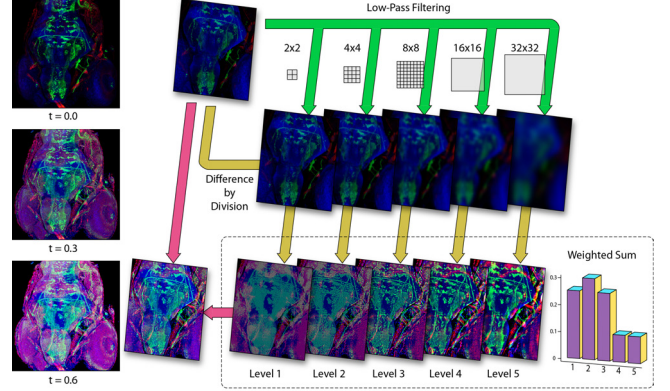 Low-Pass Filtering
2x2
4x4
8x8
16x16
32x32
t = 0.0
Difference
by
Division
t = 0.3
Weighted Sum
0.3
0.2
0.1
0
1 2 3 4 5
Level 1
Level 2
Level 3
Level 4
Level 5
t = 0.6